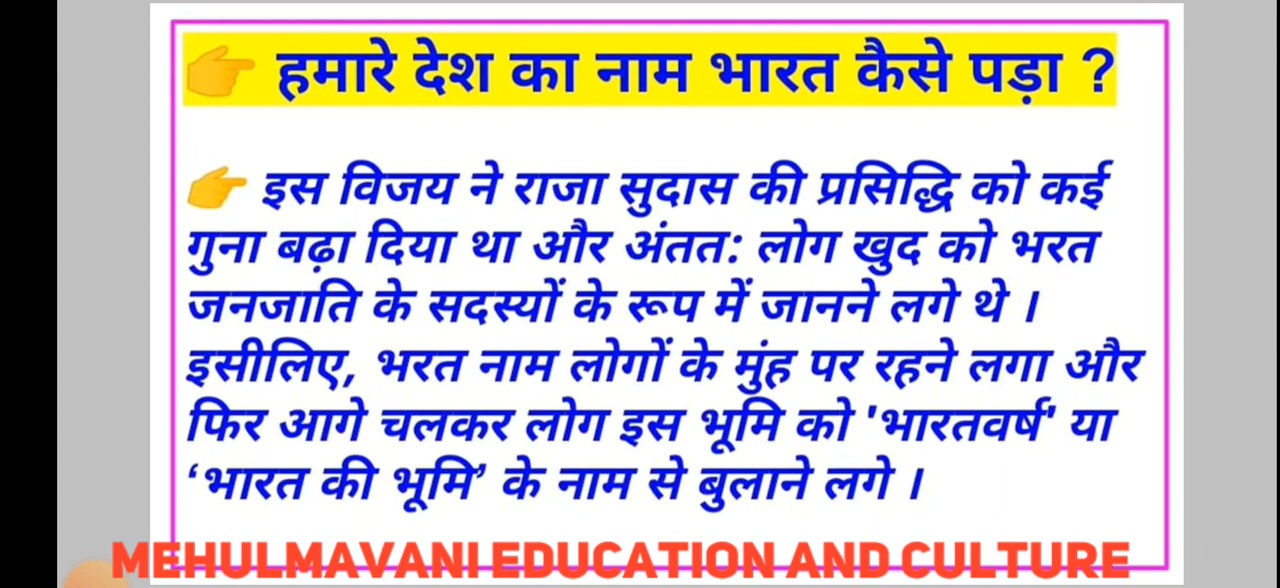 👉 हमारे देश का नाम भारत कैसे पड़ा ?
👉 इस विजय ने राजा सुदास की प्रसिद्धि को कई
गुना बढ़ा दिया था और अंतत: लोग खुद को भरत
जनजाति के सदस्यों के रूप में जानने लगे थे ।
इसीलिए, भरत नाम लोगों के मुंह पर रहने लगा और
फिर आगे चलकर लोग इस भूमि को 'भारतवर्ष' या
‘भारत की भूमि’ के नाम से बुलाने लगे ।
MEHULMAVANI EDUCATION AND CULTURE